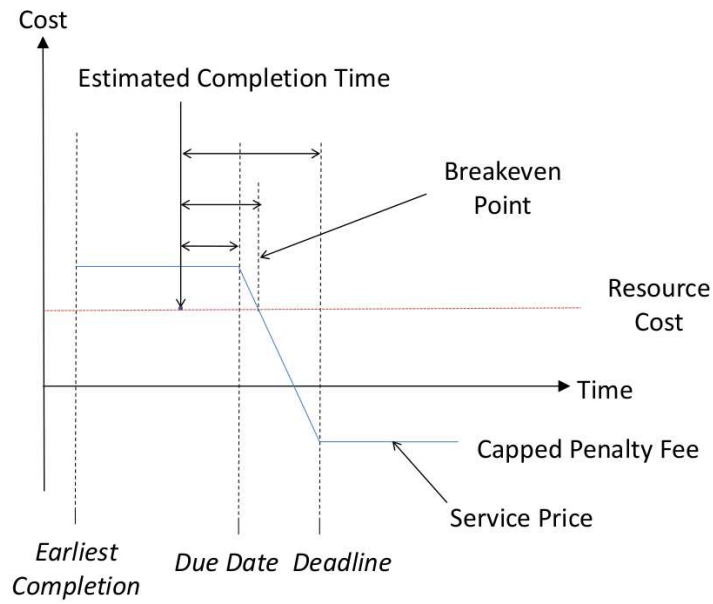 Cost
Estimated Completion Time
Breakeven
Point
Resource
Cost
Time
Capped Penalty Fee
Service Price
Earliest
Completion
Due Date
Deadline